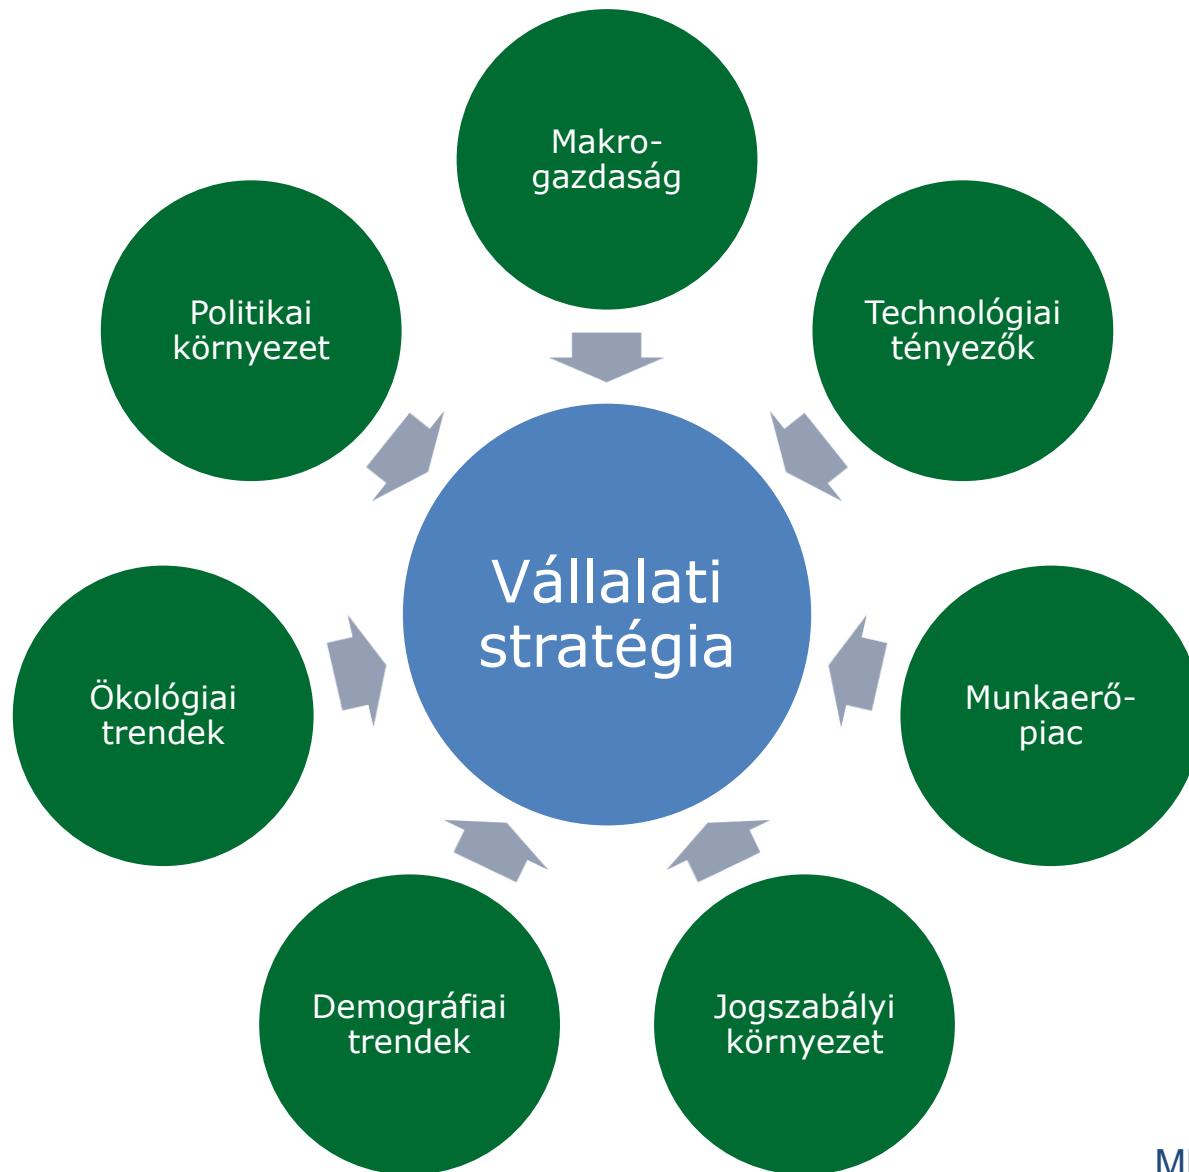 Makro-
gazdaság
Technológiai
tényezők
Munkaerő-
piac
Jogszabályi
környezet
Demográfiai
trendek
Ökológiai
trendek
Politikai
környezet
Vállalati
stratégia